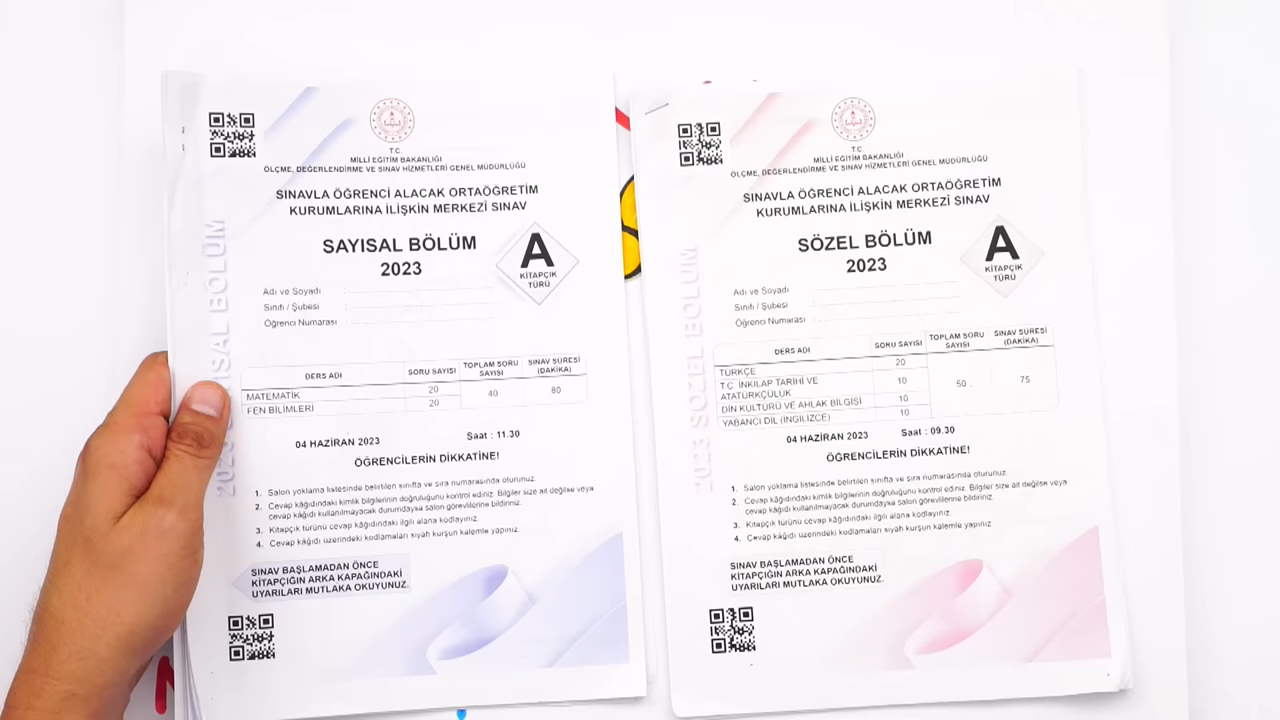 T.C.
MİLLİ EĞİTİM BAKANLIĞI
ÖLÇME, DEĞERLENDİRME VE SINAV HİZMETLERİ GENEL MÜDÜRLÜĞÜ
SINAVLA ÖĞRENCİ ALACAK ORTAÖĞRETİM
KURUMLARINA İLİŞKİN MERKEZÎ SINAV
SAYISAL BÖLÜM
2023
A
KİTAPÇIK
TÜRÜ
Adı ve Soyadı :
Sınıfı / Şubesi :
Öğrenci Numarası :
DERS ADI SORU SAYISI TOPLAM SORU SAYISI SINAV SÜRESİ (DAKİKA)
MATEMATİK 20 40 80
FEN BİLİMLERİ 20
04 HAZİRAN 2023 Saat : 11.30
ÖĞRENCİLERİN DİKKATİNE!
1. Salon yoklama listesinde belirtilen sınıfta ve sıra numarasında oturunuz.
2. Cevap kâğıdındaki kimlik bilgilerinin doğruluğunu kontrol ediniz. Bilgiler size ait değilse veya
cevap kâğıdı kullanılmayacak durumdaysa salon görevlilerine bildiriniz.
3. Kitapçık türünü cevap kâğıdındaki ilgili alana kodlayınız.
4. Cevap kâğıdı üzerindeki kodlamaları siyah kurşun kalemle yapınız.
SINAV BAŞLAMADAN ÖNCE
KİTAPÇIĞIN ARKA KAPAĞINDAKİ
UYARILARI MUTLAKA OKUYUNUZ.
T.C.
MİLLİ EĞİTİM BAKANLIĞI
ÖLÇME, DEĞERLENDİRME VE SINAV HİZMETLERİ GENEL MÜDÜRLÜĞÜ
SINAVLA ÖĞRENCİ ALACAK ORTAÖĞRETİM
KURUMLARINA İLİŞKİN MERKEZÎ SINAV
SÖZEL BÖLÜM
2023
A
KİTAPÇIK
TÜRÜ
Adı ve Soyadı :
Sınıfı / Şubesi :
Öğrenci Numarası :
DERS ADI SORU SAYISI TOPLAM SORU SAYISI SINAV SÜRESİ (DAKİKA)
TÜRKÇE 20 50 75
T.C. İNKILAP TARİHİ VE
ATATÜRKÇÜLÜK 10
DİN KÜLTÜRÜ VE AHLAK BİLGİSİ 10
YABANCI DİL (İNGİLİZCE) 10
04 HAZİRAN 2023 Saat : 09.30
ÖĞRENCİLERİN DİKKATİNE!
1. Salon yoklama listesinde belirtilen sınıfta ve sıra numarasında oturunuz.
2. Cevap kâğıdındaki kimlik bilgilerinin doğruluğunu kontrol ediniz. Bilgiler size ait değilse veya
cevap kâğıdı kullanılmayacak durumdaysa salon görevlilerine bildiriniz.
3. Kitapçık türünü cevap kâğıdındaki ilgili alana kodlayınız.
4. Cevap kâğıdı üzerindeki kodlamaları siyah kurşun kalemle yapınız.
SINAV BAŞLAMADAN ÖNCE
KİTAPÇIĞIN ARKA KAPAĞINDAKİ
UYARILARI MUTLAKA OKUYUNUZ.
2023 SÖZEL BÖLÜM